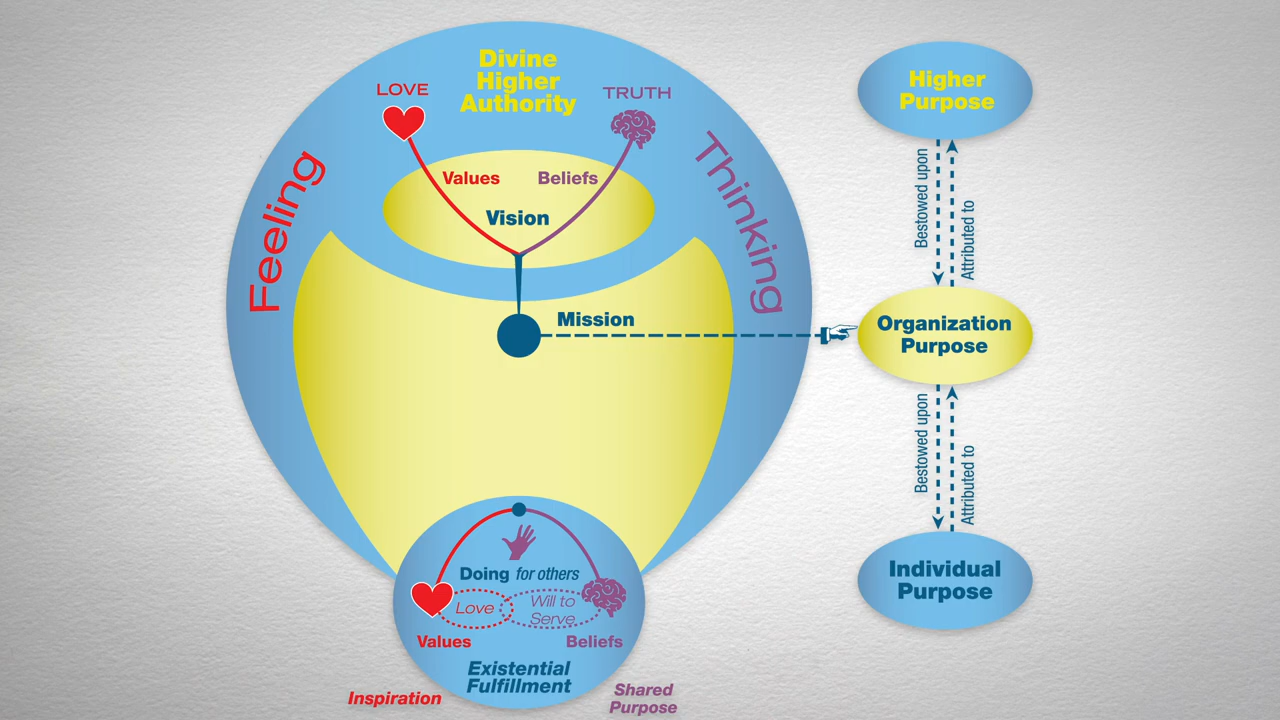 Divine
Higher
Authority
LOVE
TRUTH
Feeling
Thinking
Values
Beliefs
Vision
Mission
Doing for others
Love
Will to
Serve
Values
Beliefs
Existential
Fulfillment
Inspiration
Shared
Purpose
Higher
Purpose
Bestowed upon
Attributed to
Organization
Purpose
Bestowed upon
Attributed to
Individual
Purpose